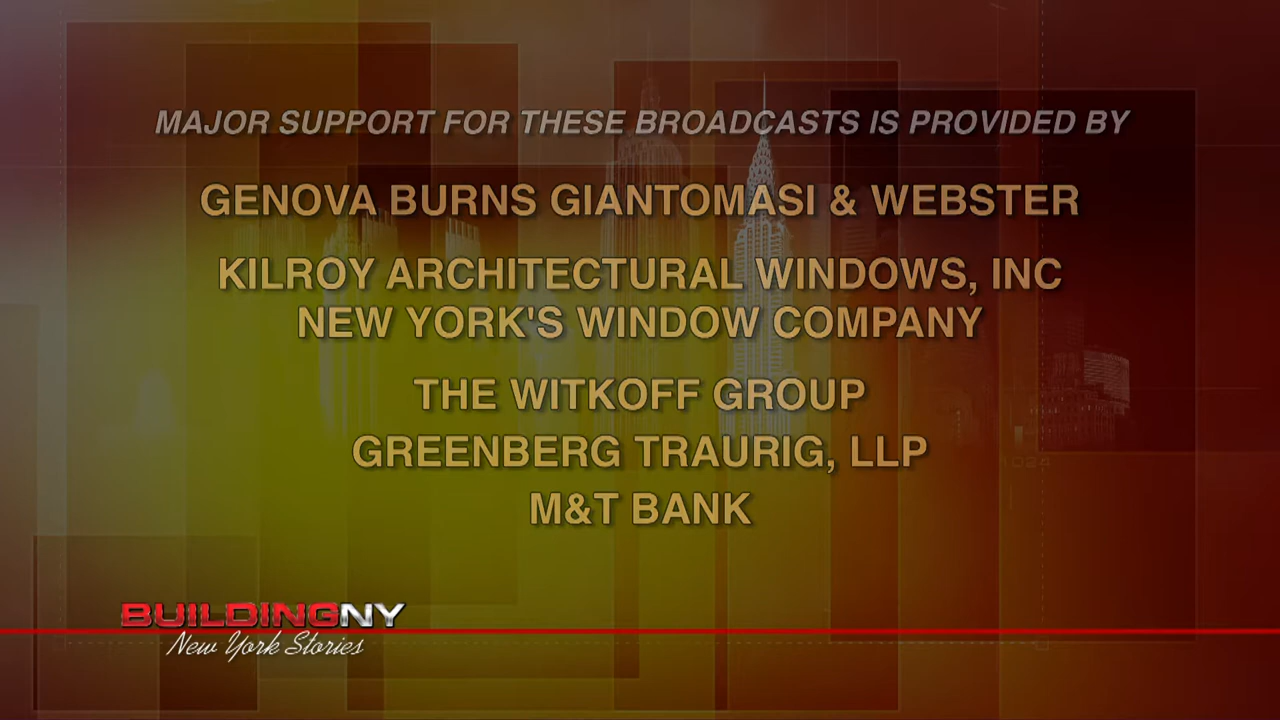 MAJOR SUPPORT FOR THESE BROADCASTS IS PROVIDED BY
GENOVA BURNS GIANTOMASI & WEBSTER
KILROY ARCHITECTURAL WINDOWS, INC
NEW YORK'S WINDOW COMPANY
THE WITKOFF GROUP
GREENBERG TRAURIG, LLP
M&T BANK
BUILDINGNY
New York Stories